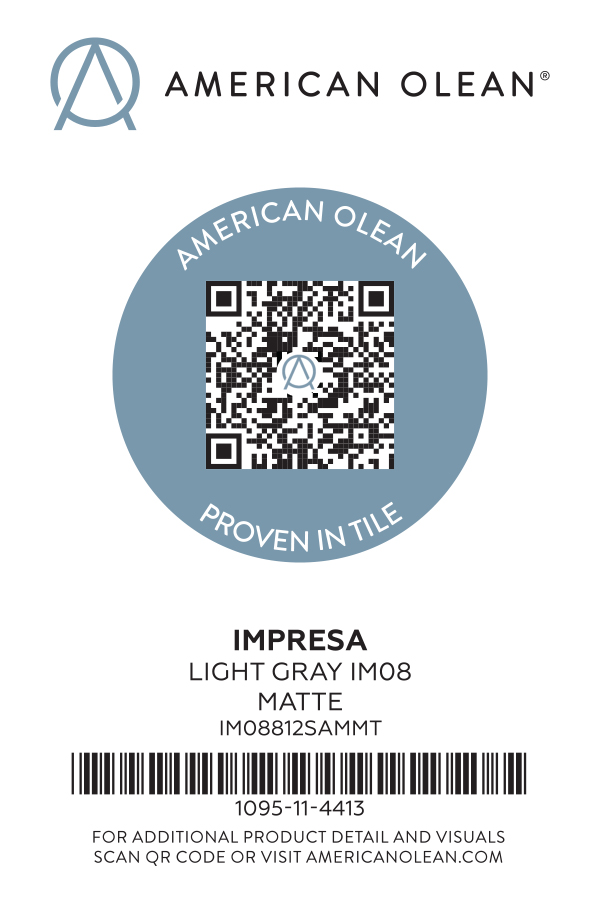 AMERICAN OLEAN®
AMERICAN OLEAN
PROVEN IN TILE
IMPRESA
LIGHT GRAY IM08
MATTE
IM08812SAMMT
1095-11-4413
FOR ADDITIONAL PRODUCT DETAIL AND VISUALS
SCAN QR CODE OR VISIT AMERICANOLEAN.COM